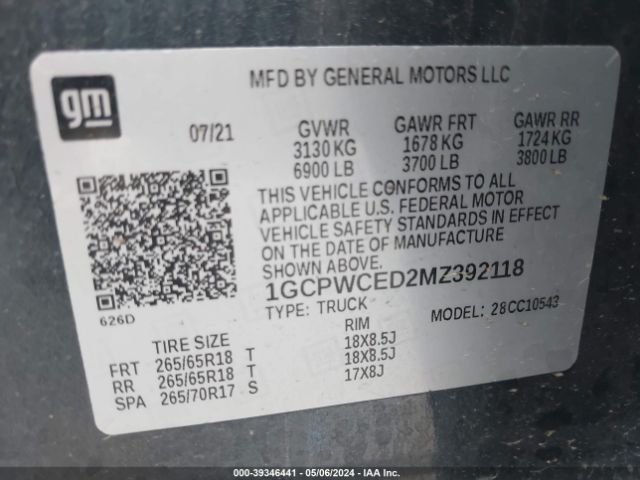 gm
MFD BY GENERAL MOTORS LLC
07/21 GVWR GAWR FRT GAWR RR
3130 KG 1678 KG 1724 KG
6900 LB 3700 LB 3800 LB
THIS VEHICLE CONFORMS TO ALL
APPLICABLE U.S. FEDERAL MOTOR
VEHICLE SAFETY STANDARDS IN EFFECT
ON THE DATE OF MANUFACTURE
SHOWN ABOVE.
1GCPWCED2MZ392118
626D TYPE: TRUCK MODEL: 28CC10543
TIRE SIZE RIM
FRT 265/65R18 T 18X8.5J
RR 265/65R18 T 18X8.5J
SPA 265/70R17 S 17X8J
000-39346441 - 05/06/2024 - IAA Inc.